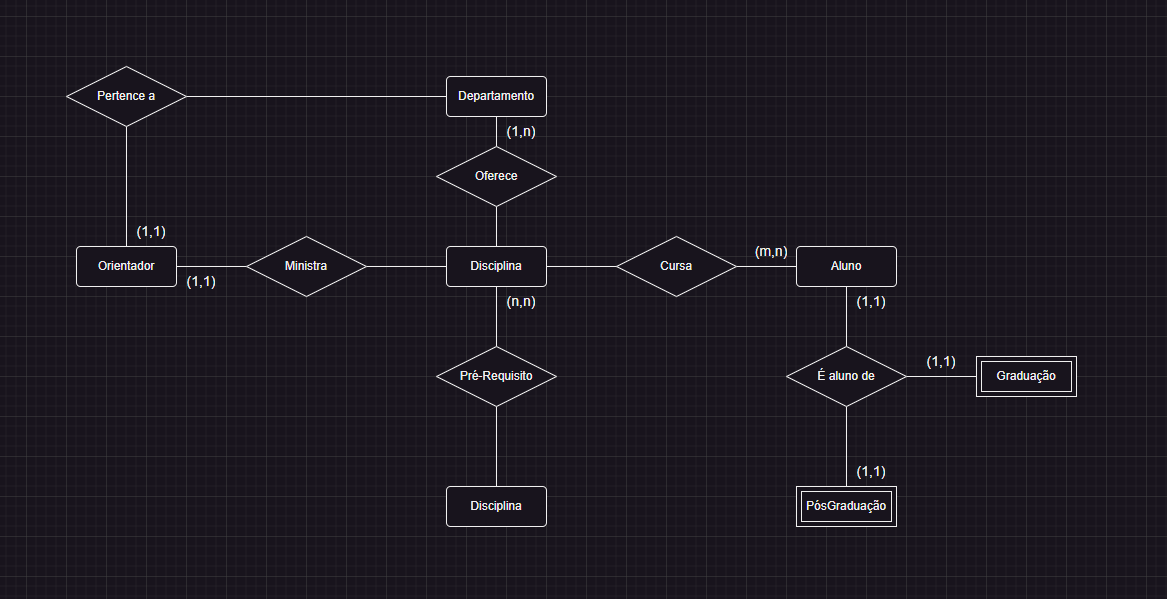 Pertence a
Departamento
(1,n)
Oferece
(1,1)
Orientador
(1,1)
Ministra
Disciplina
(n,n)
Cursa
(m,n)
Aluno
(1,1)
Pré-Requisito
É aluno de
(1,1)
Graduação
(1,1)
Disciplina
PósGraduação